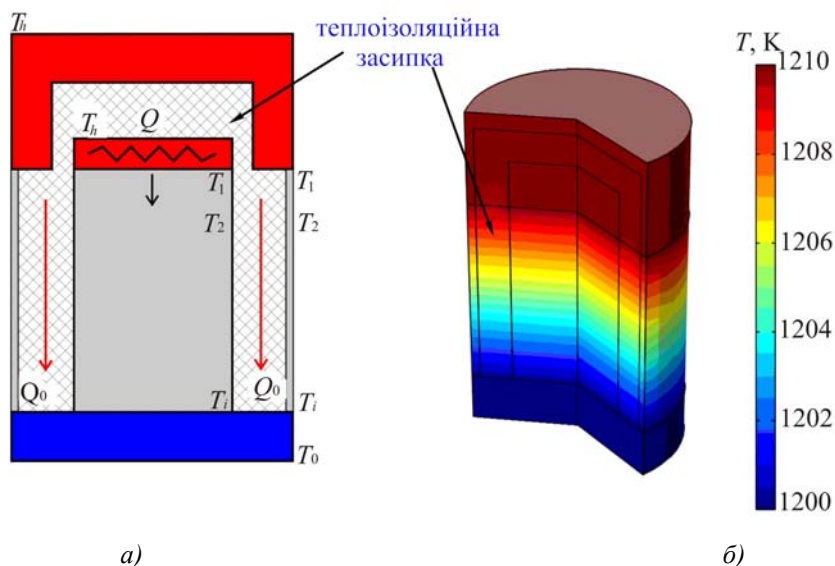 Th
теплоізоляційна
засипка
T, K
1210
Th
Q
1208
T1
T1
T2
T2
1206
1204
1202
Q0
Q0
Ti
Ti
T0
1200
а)
б)